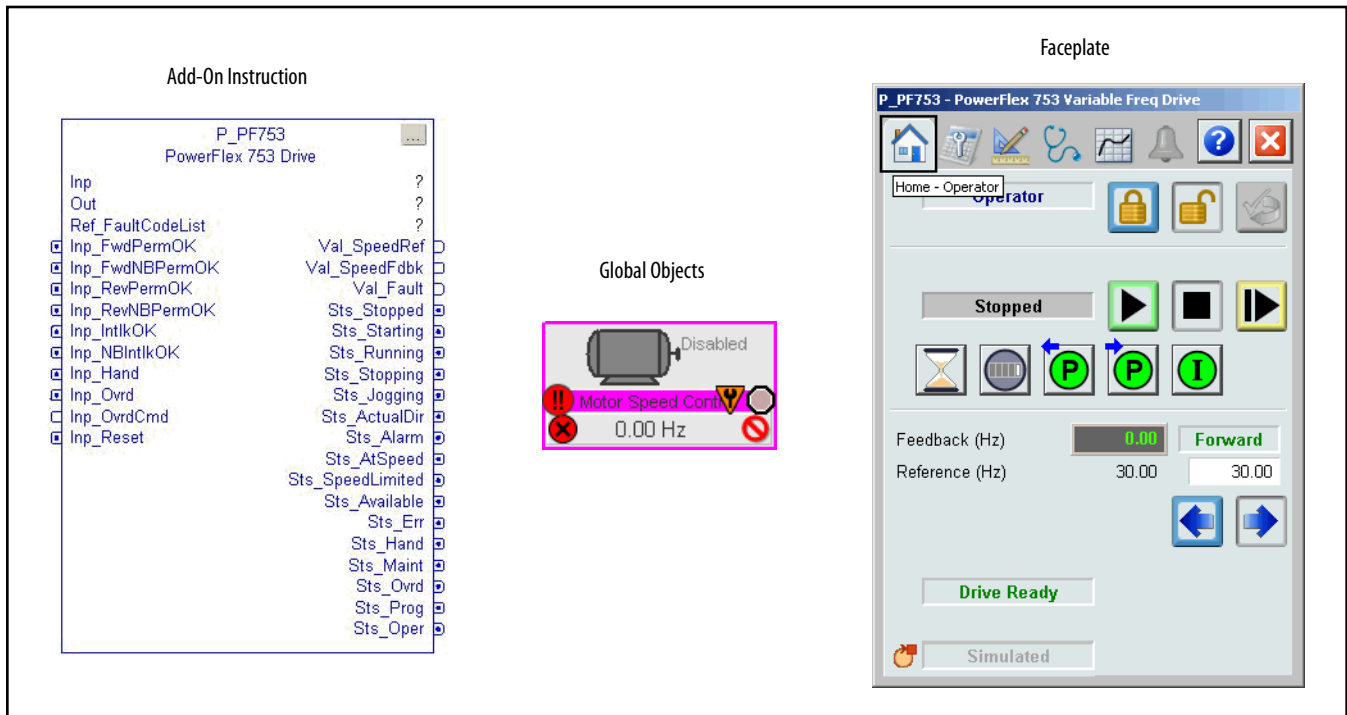 Add-On Instruction
P_PF753
...
PowerFlex 753 Drive
Inp ?
Out ?
Ref_FaultCodeList ?
Inp_FwdPermOK Val_SpeedRef
Inp_FwdNBPermOK Val_SpeedFdbk
Inp_RevPermOK Val_Fault
Inp_RevNBPermOK Sts_Stopped
Inp_IntlkOK Sts_Starting
Inp_NBIntlkOK Sts_Running
Inp_Hand Sts_Stopping
Inp_Ovrd Sts_Jogging
Inp_OvrdCmd Sts_ActualDir
Inp_Reset Sts_Alarm
Sts_AtSpeed
Sts_SpeedLimited
Sts_Available
Sts_Err
Sts_Hand
Sts_Maint
Sts_Ovrd
Sts_Prog
Sts_Oper
Global Objects
Disabled
!!
Motor Speed Cont
0.00 Hz
Faceplate
P_PF753 - PowerFlex 753 Variable Freq Drive
?
Home - Operator
Operator
Stopped
P P I
Feedback (Hz) 0.00 Forward
Reference (Hz) 30.00 30.00
Drive Ready
Simulated